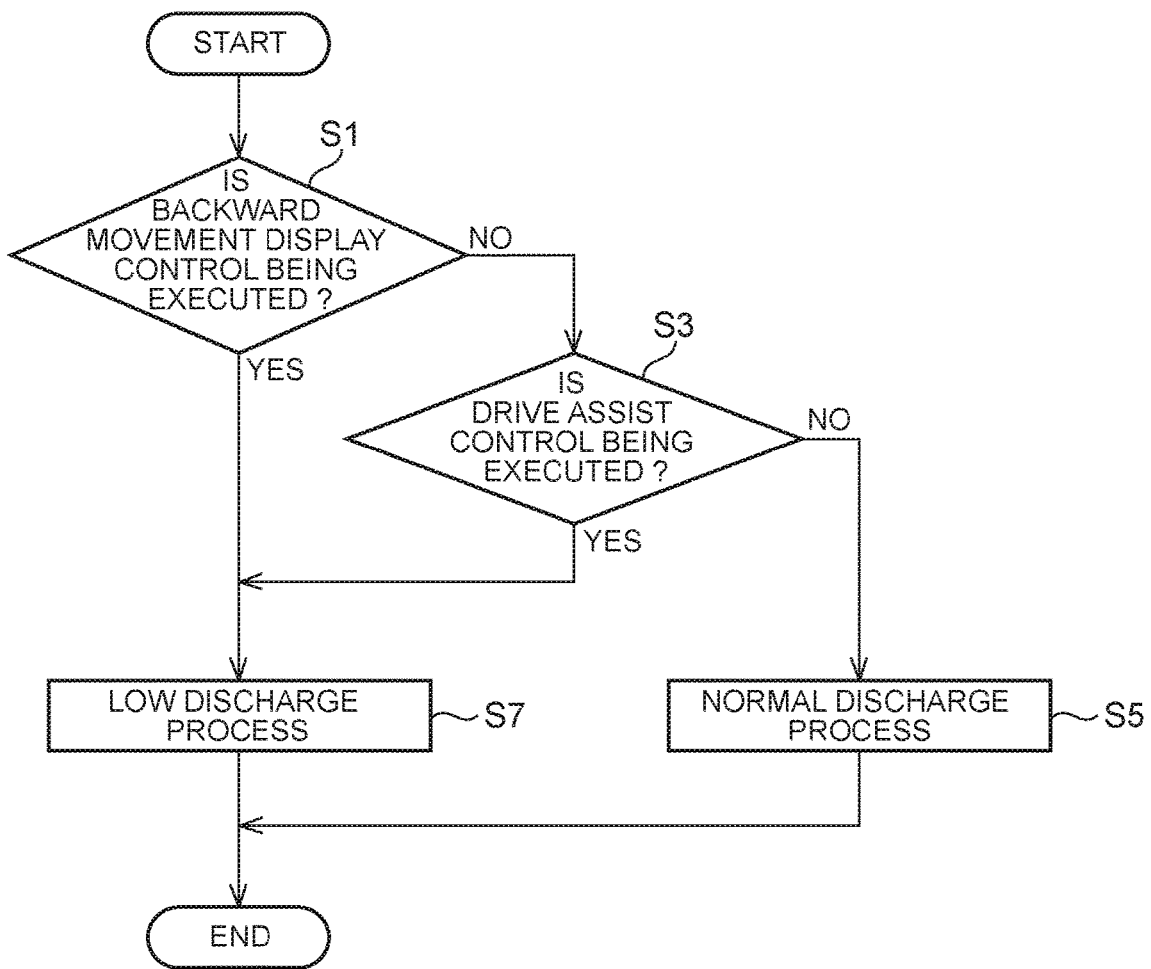 START
S1
IS
BACKWARD
MOVEMENT DISPLAY
CONTROL BEING
EXECUTED ?
NO
YES
S3
IS
DRIVE ASSIST
CONTROL BEING
EXECUTED ?
NO
YES
LOW DISCHARGE
PROCESS
S7
NORMAL DISCHARGE
PROCESS
S5
END